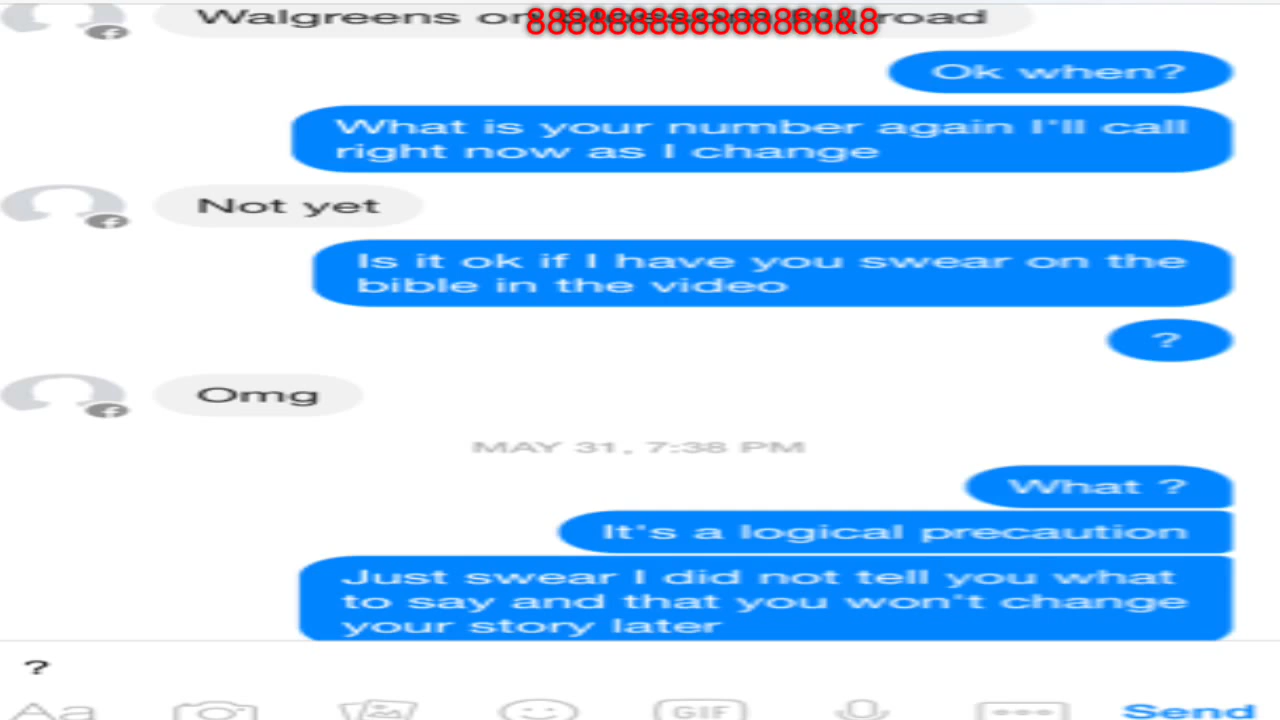 Walgreens on road
888888888888888&8
Ok when?
What is your number again I'll call
right now as I change
Not yet
Is it ok if I have you swear on the
bible in the video
?
Omg
MAY 31, 7:38 PM
What ?
It's a logical precaution
Just swear I did not tell you what
to say and that you won't change
your story later
?
Aa
GIF
Send